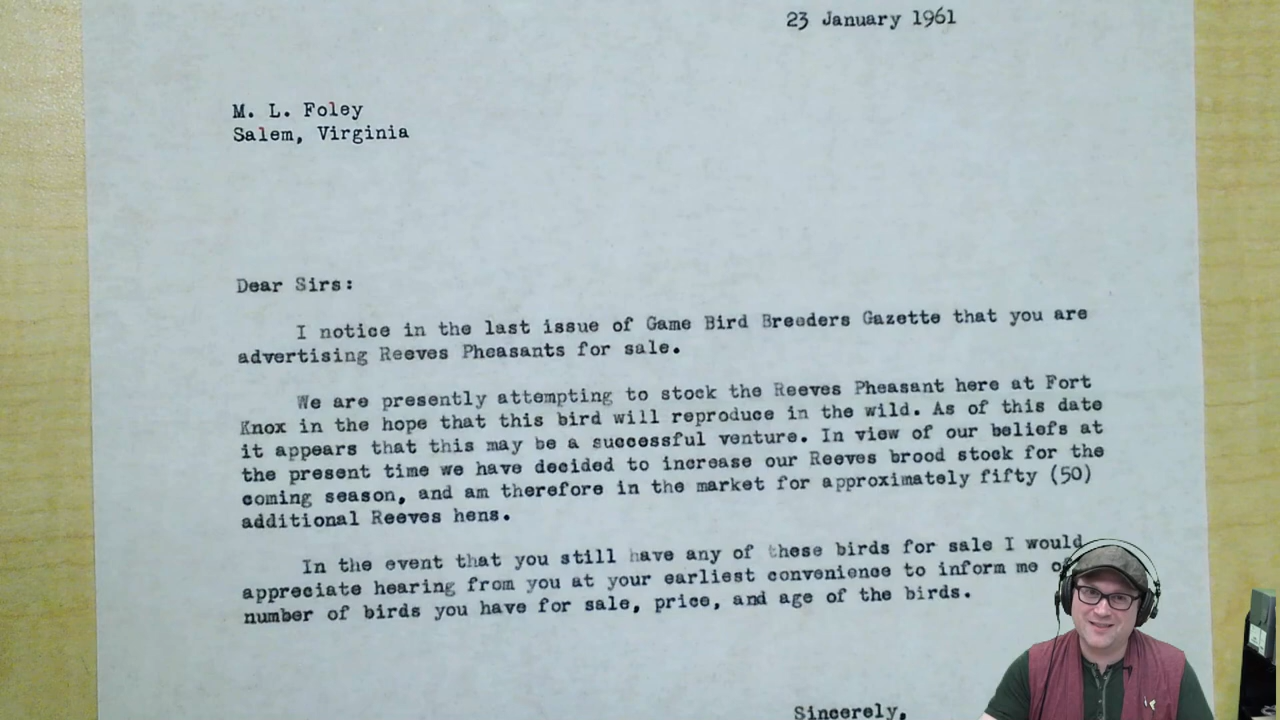 23 January 1961
M. L. Foley
Salem, Virginia
Dear Sirs:
I notice in the last issue of Game Bird Breeders Gazette that you are
advertising Reeves Pheasants for sale.
We are presently attempting to stock the Reeves Pheasant here at Fort
Knox in the hope that this bird will reproduce in the wild. As of this date
it appears that this may be a successful venture. In view of our beliefs at
the present time we have decided to increase our Reeves brood stock for the
coming season, and am therefore in the market for approximately fifty (50)
additional Reeves hens.
In the event that you still have any of these birds for sale I would
appreciate hearing from you at your earliest convenience to inform me
number of birds you have for sale, price, and age of the birds.
Sincerely,